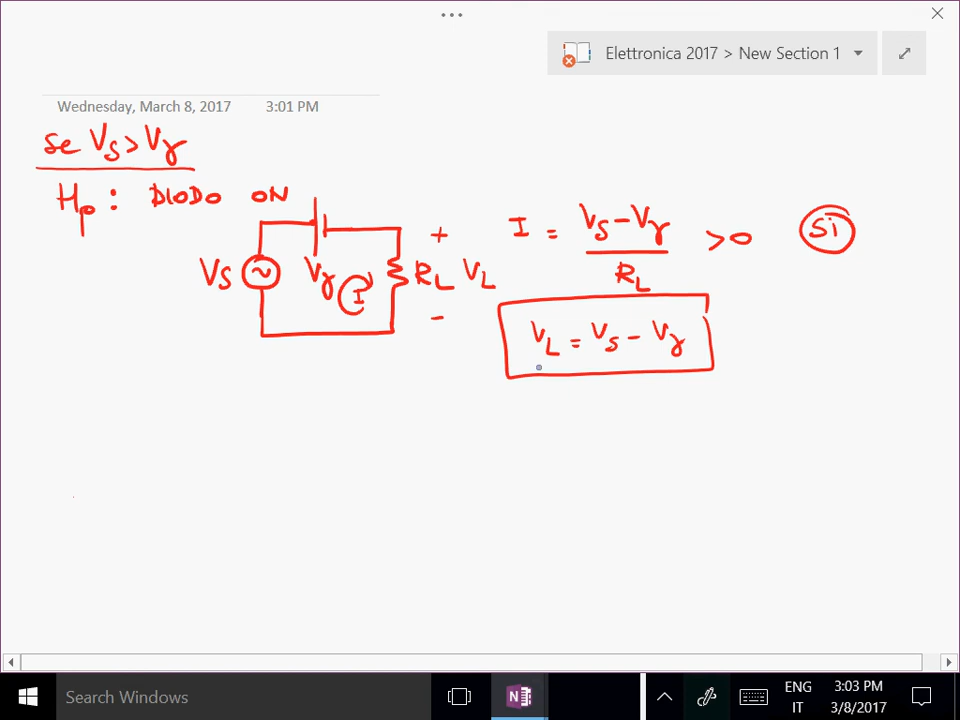 Elettronica 2017 > New Section 1
Wednesday, March 8, 2017 3:01 PM
se Vs>Vγ
Hp: DIODO ON
I = Vs-Vγ / RL >0 Sì
Vs Vγ I + RL VL -
VL = Vs - Vγ
Search Windows
N
ENG
IT
3:03 PM
3/8/2017